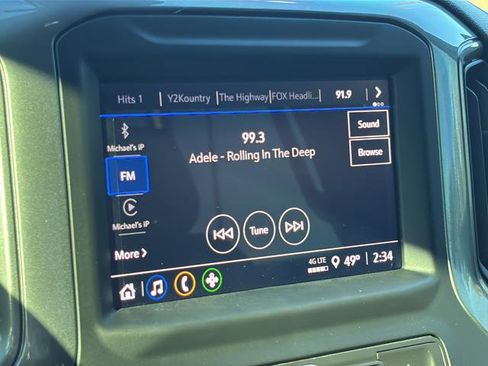 Hits 1 | Y2Kountry | The Highway | FOX Headli... | 91.9
Michael's iP
FM
Michael's iP
More
99.3
Adele - Rolling In The Deep
Tune
Sound
Browse
4G LTE
49° 2:34